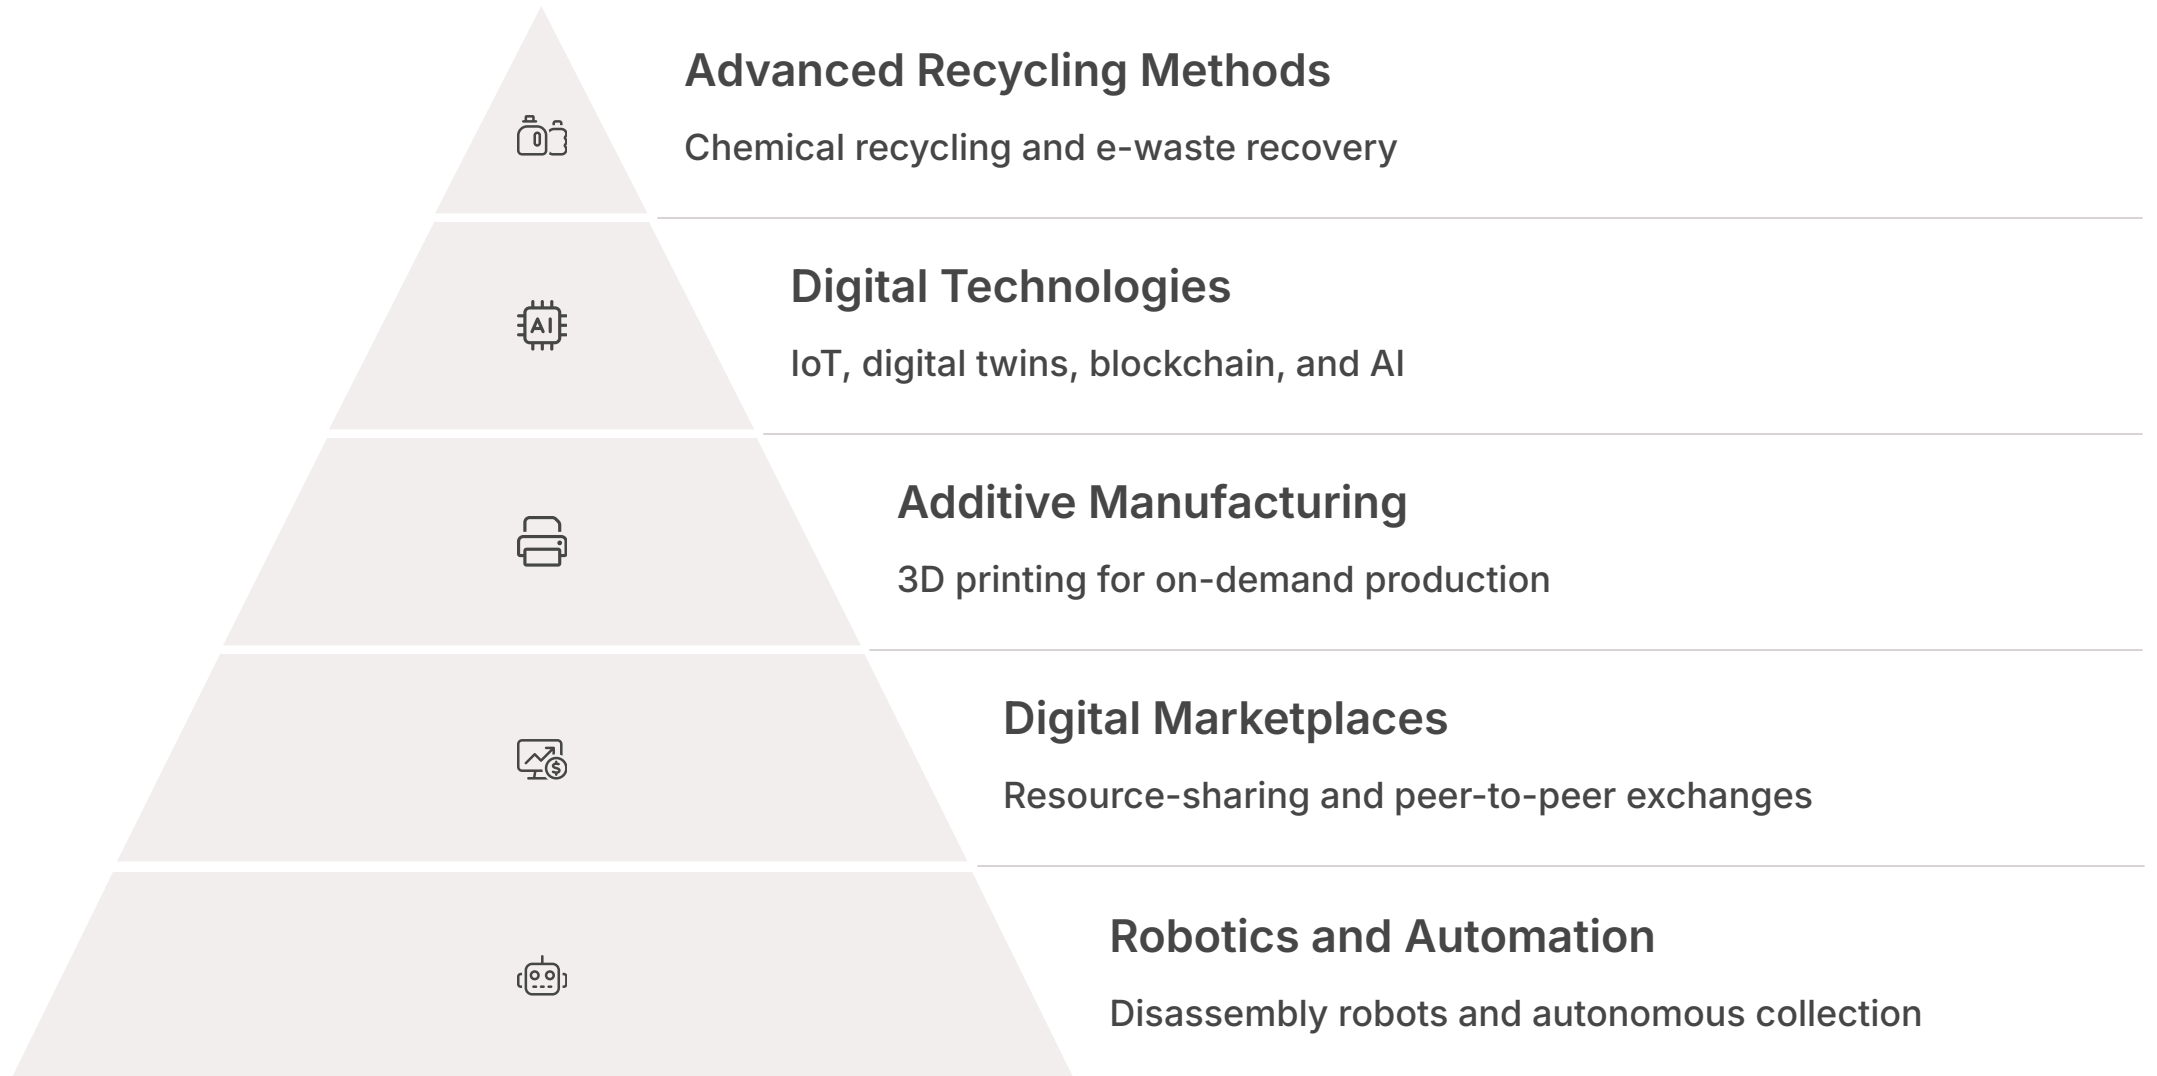 Advanced Recycling Methods
Chemical recycling and e-waste recovery
AI
Digital Technologies
IoT, digital twins, blockchain, and AI
Additive Manufacturing
3D printing for on-demand production
Digital Marketplaces
$
Resource-sharing and peer-to-peer exchanges
Robotics and Automation
Disassembly robots and autonomous collection